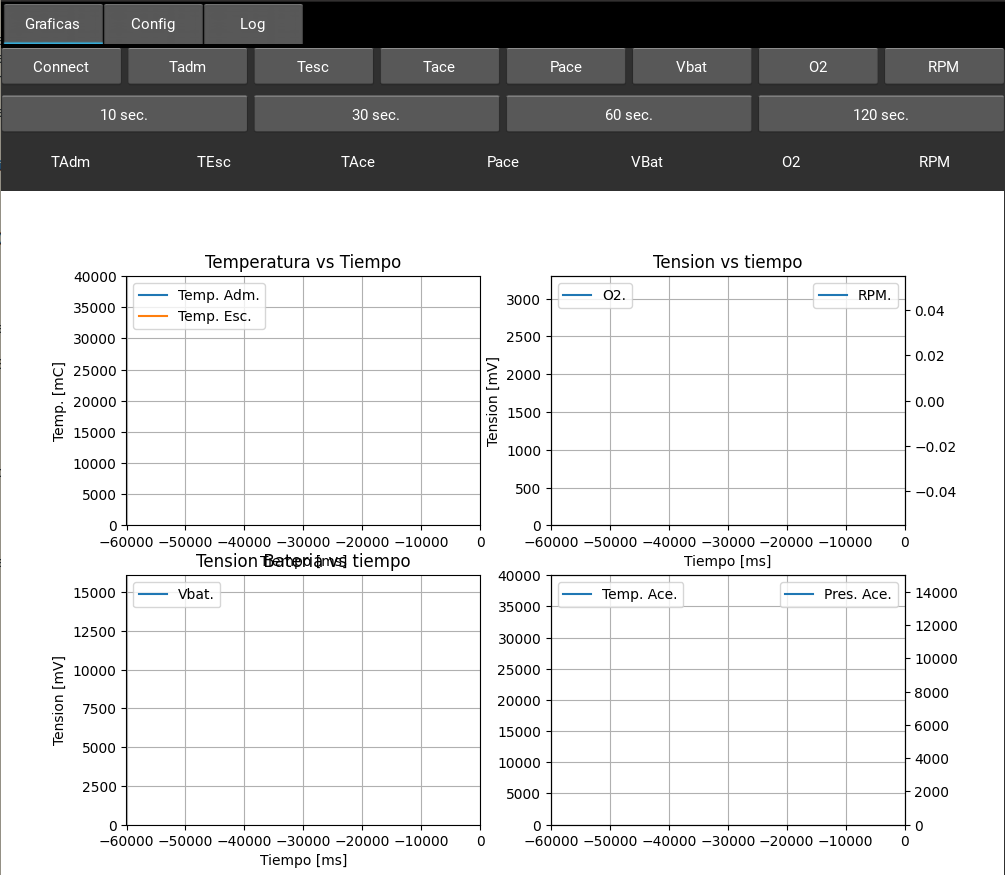 Graficas Config Log
Connect Tadm Tesc Tace Pace Vbat O2 RPM
10 sec. 30 sec. 60 sec. 120 sec.
TAdm TEsc TAce Pace VBat O2 RPM
Temperatura vs Tiempo
40000
35000
30000
25000
20000
15000
10000
5000
0
Temp. [mC]
Temp. Adm.
Temp. Esc.
−60000 −50000 −40000 −30000 −20000 −10000 0
Tiempo [ms]
Tension vs tiempo
3000
2500
2000
1500
1000
500
0
Tension [mV]
O2.
RPM.
0.04
0.02
0.00
−0.02
−0.04
−60000 −50000 −40000 −30000 −20000 −10000 0
Tiempo [ms]
Tension Bateria vs tiempo
15000
12500
10000
7500
5000
2500
0
Tension [mV]
Vbat.
−60000 −50000 −40000 −30000 −20000 −10000 0
Tiempo [ms]
40000
35000
30000
25000
20000
15000
10000
5000
0
Temp. Ace.
Pres. Ace.
14000
12000
10000
8000
6000
4000
2000
0
−60000 −50000 −40000 −30000 −20000 −10000 0